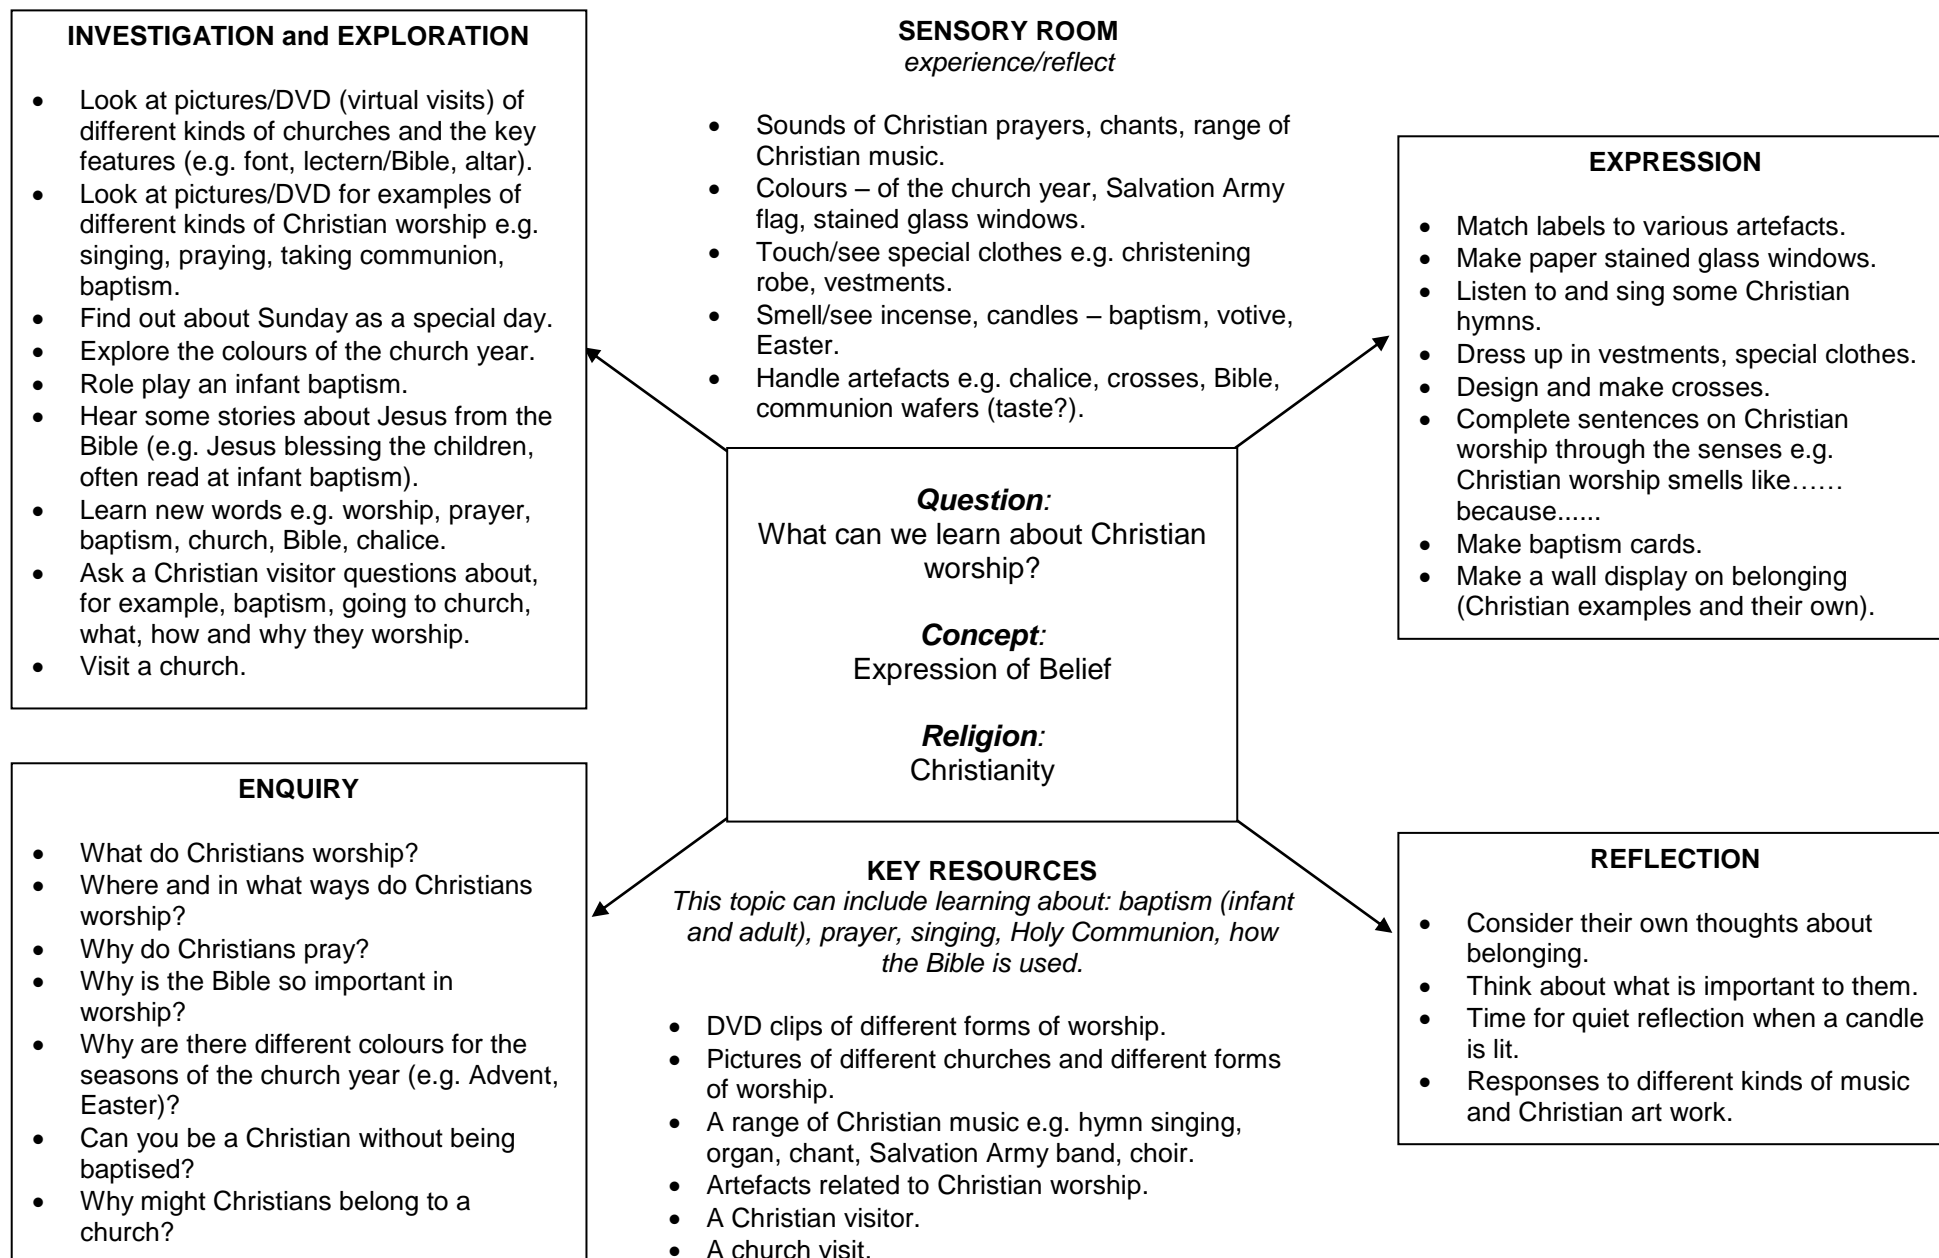 INVESTIGATION and EXPLORATION
• Look at pictures/DVD (virtual visits) of
different kinds of churches and the key
features (e.g. font, lectern/Bible, altar).
• Look at pictures/DVD for examples of
different kinds of Christian worship e.g.
singing, praying, taking communion,
baptism.
• Find out about Sunday as a special day.
• Explore the colours of the church year.
• Role play an infant baptism.
• Hear some stories about Jesus from the
Bible (e.g. Jesus blessing the children,
often read at infant baptism).
• Learn new words e.g. worship, prayer,
baptism, church, Bible, chalice.
• Ask a Christian visitor questions about,
for example, baptism, going to church,
what, how and why they worship.
• Visit a church.
SENSORY ROOM
experience/reflect
• Sounds of Christian prayers, chants, range of
Christian music.
• Colours – of the church year, Salvation Army
flag, stained glass windows.
• Touch/see special clothes e.g. christening
robe, vestments.
• Smell/see incense, candles – baptism, votive,
Easter.
• Handle artefacts e.g. chalice, crosses, Bible,
communion wafers (taste?).
EXPRESSION
• Match labels to various artefacts.
• Make paper stained glass windows.
• Listen to and sing some Christian
hymns.
• Dress up in vestments, special clothes.
• Design and make crosses.
• Complete sentences on Christian
worship through the senses e.g.
Christian worship smells like……
because......
• Make baptism cards.
• Make a wall display on belonging
(Christian examples and their own).
Question:
What can we learn about Christian
worship?
Concept:
Expression of Belief
Religion:
Christianity
ENQUIRY
• What do Christians worship?
• Where and in what ways do Christians
worship?
• Why do Christians pray?
• Why is the Bible so important in
worship?
• Why are there different colours for the
seasons of the church year (e.g. Advent,
Easter)?
• Can you be a Christian without being
baptised?
• Why might Christians belong to a
church?
KEY RESOURCES
This topic can include learning about: baptism (infant
and adult), prayer, singing, Holy Communion, how
the Bible is used.
• DVD clips of different forms of worship.
• Pictures of different churches and different forms
of worship.
• A range of Christian music e.g. hymn singing,
organ, chant, Salvation Army band, choir.
• Artefacts related to Christian worship.
• A Christian visitor.
• A church visit.
REFLECTION
• Consider their own thoughts about
belonging.
• Think about what is important to them.
• Time for quiet reflection when a candle
is lit.
• Responses to different kinds of music
and Christian art work.